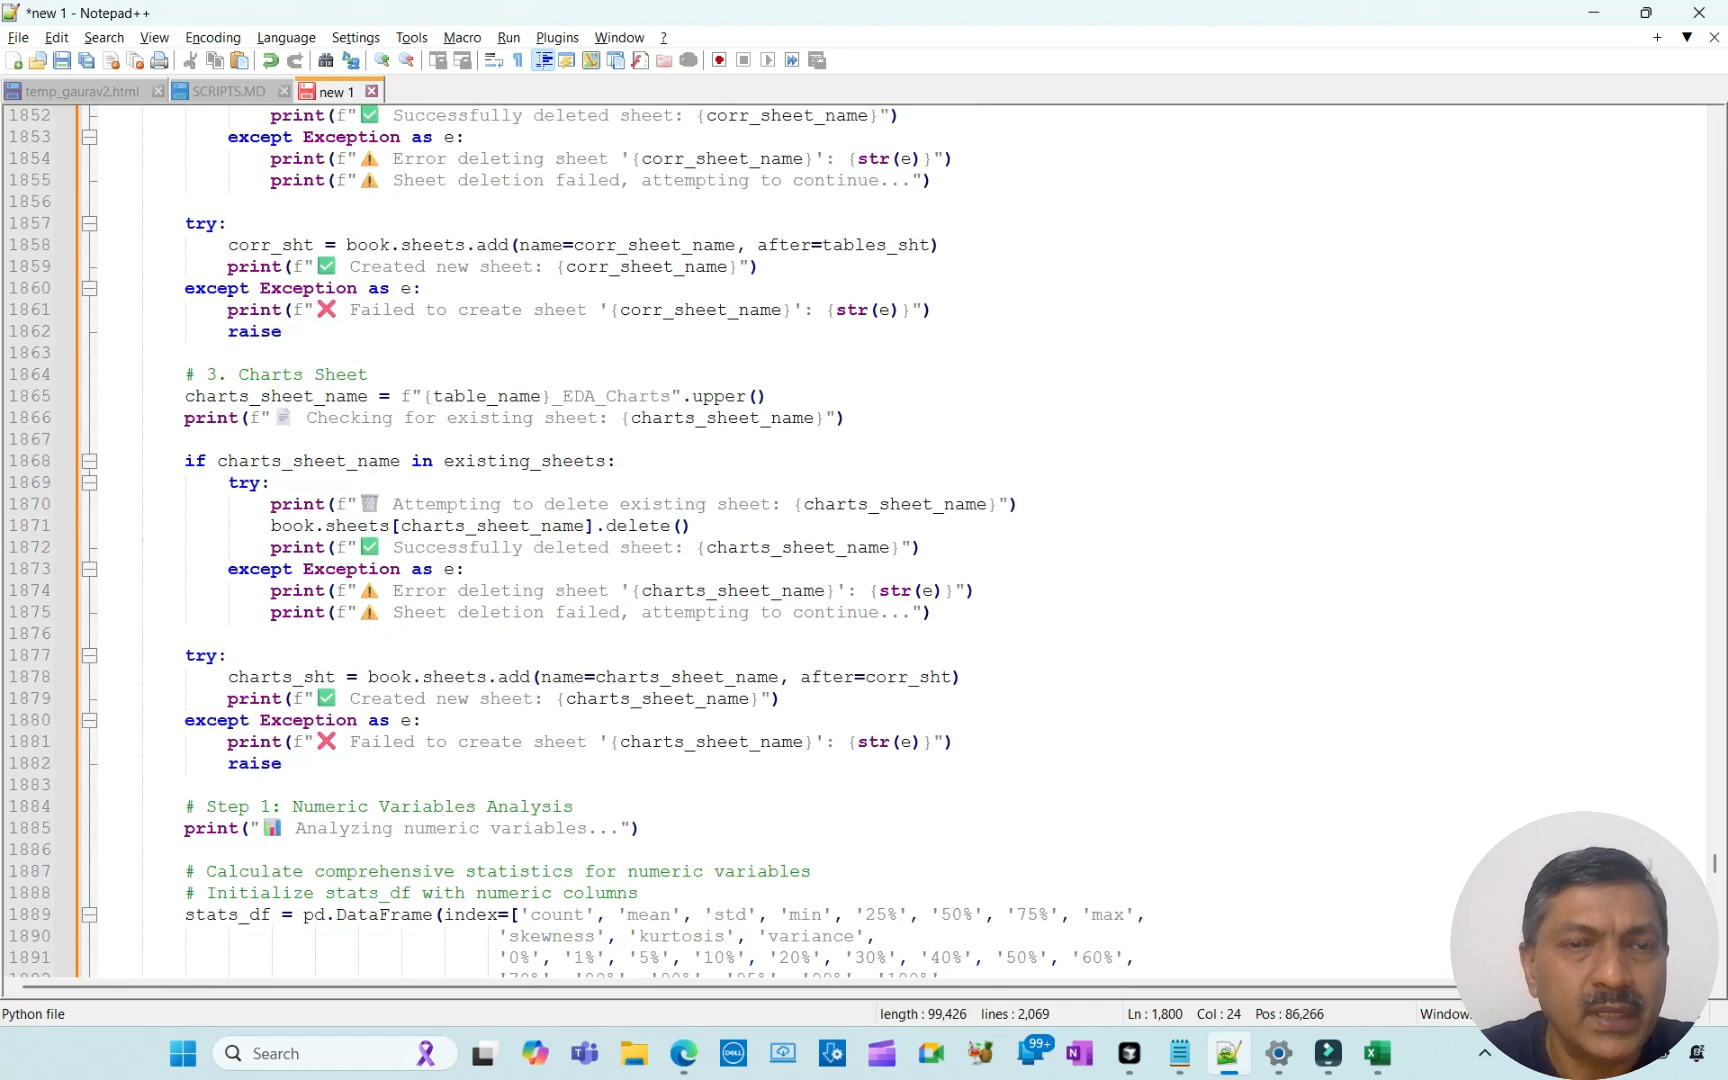 *new 1 - Notepad++
File Edit Search View Encoding Language Settings Tools Macro Run Plugins Window ?
temp_gaurav2.html SCRIPTS.MD new 1
1852 print(f"✅ Successfully deleted sheet: {corr_sheet_name}")
1853 except Exception as e:
1854 print(f"⚠️ Error deleting sheet '{corr_sheet_name}': {str(e)}")
1855 print(f"⚠️ Sheet deletion failed, attempting to continue...")
1856
1857 try:
1858 corr_sht = book.sheets.add(name=corr_sheet_name, after=tables_sht)
1859 print(f"✅ Created new sheet: {corr_sheet_name}")
1860 except Exception as e:
1861 print(f"❌ Failed to create sheet '{corr_sheet_name}': {str(e)}")
1862 raise
1863
1864 # 3. Charts Sheet
1865 charts_sheet_name = f"{table_name}_EDA_Charts".upper()
1866 print(f"📄 Checking for existing sheet: {charts_sheet_name}")
1867
1868 if charts_sheet_name in existing_sheets:
1869 try:
1870 print(f"🗑️ Attempting to delete existing sheet: {charts_sheet_name}")
1871 book.sheets[charts_sheet_name].delete()
1872 print(f"✅ Successfully deleted sheet: {charts_sheet_name}")
1873 except Exception as e:
1874 print(f"⚠️ Error deleting sheet '{charts_sheet_name}': {str(e)}")
1875 print(f"⚠️ Sheet deletion failed, attempting to continue...")
1876
1877 try:
1878 charts_sht = book.sheets.add(name=charts_sheet_name, after=corr_sht)
1879 print(f"✅ Created new sheet: {charts_sheet_name}")
1880 except Exception as e:
1881 print(f"❌ Failed to create sheet '{charts_sheet_name}': {str(e)}")
1882 raise
1883
1884 # Step 1: Numeric Variables Analysis
1885 print("📊 Analyzing numeric variables...")
1886
1887 # Calculate comprehensive statistics for numeric variables
1888 # Initialize stats_df with numeric columns
1889 stats_df = pd.DataFrame(index=['count', 'mean', 'std', 'min', '25%', '50%', '75%', 'max',
1890 'skewness', 'kurtosis', 'variance',
1891 '0%', '1%', '5%', '10%', '20%', '30%', '40%', '50%', '60%',
Python file length : 99,426 lines : 2,069 Ln : 1,800 Col : 24 Pos : 86,266 Window
Search 99+